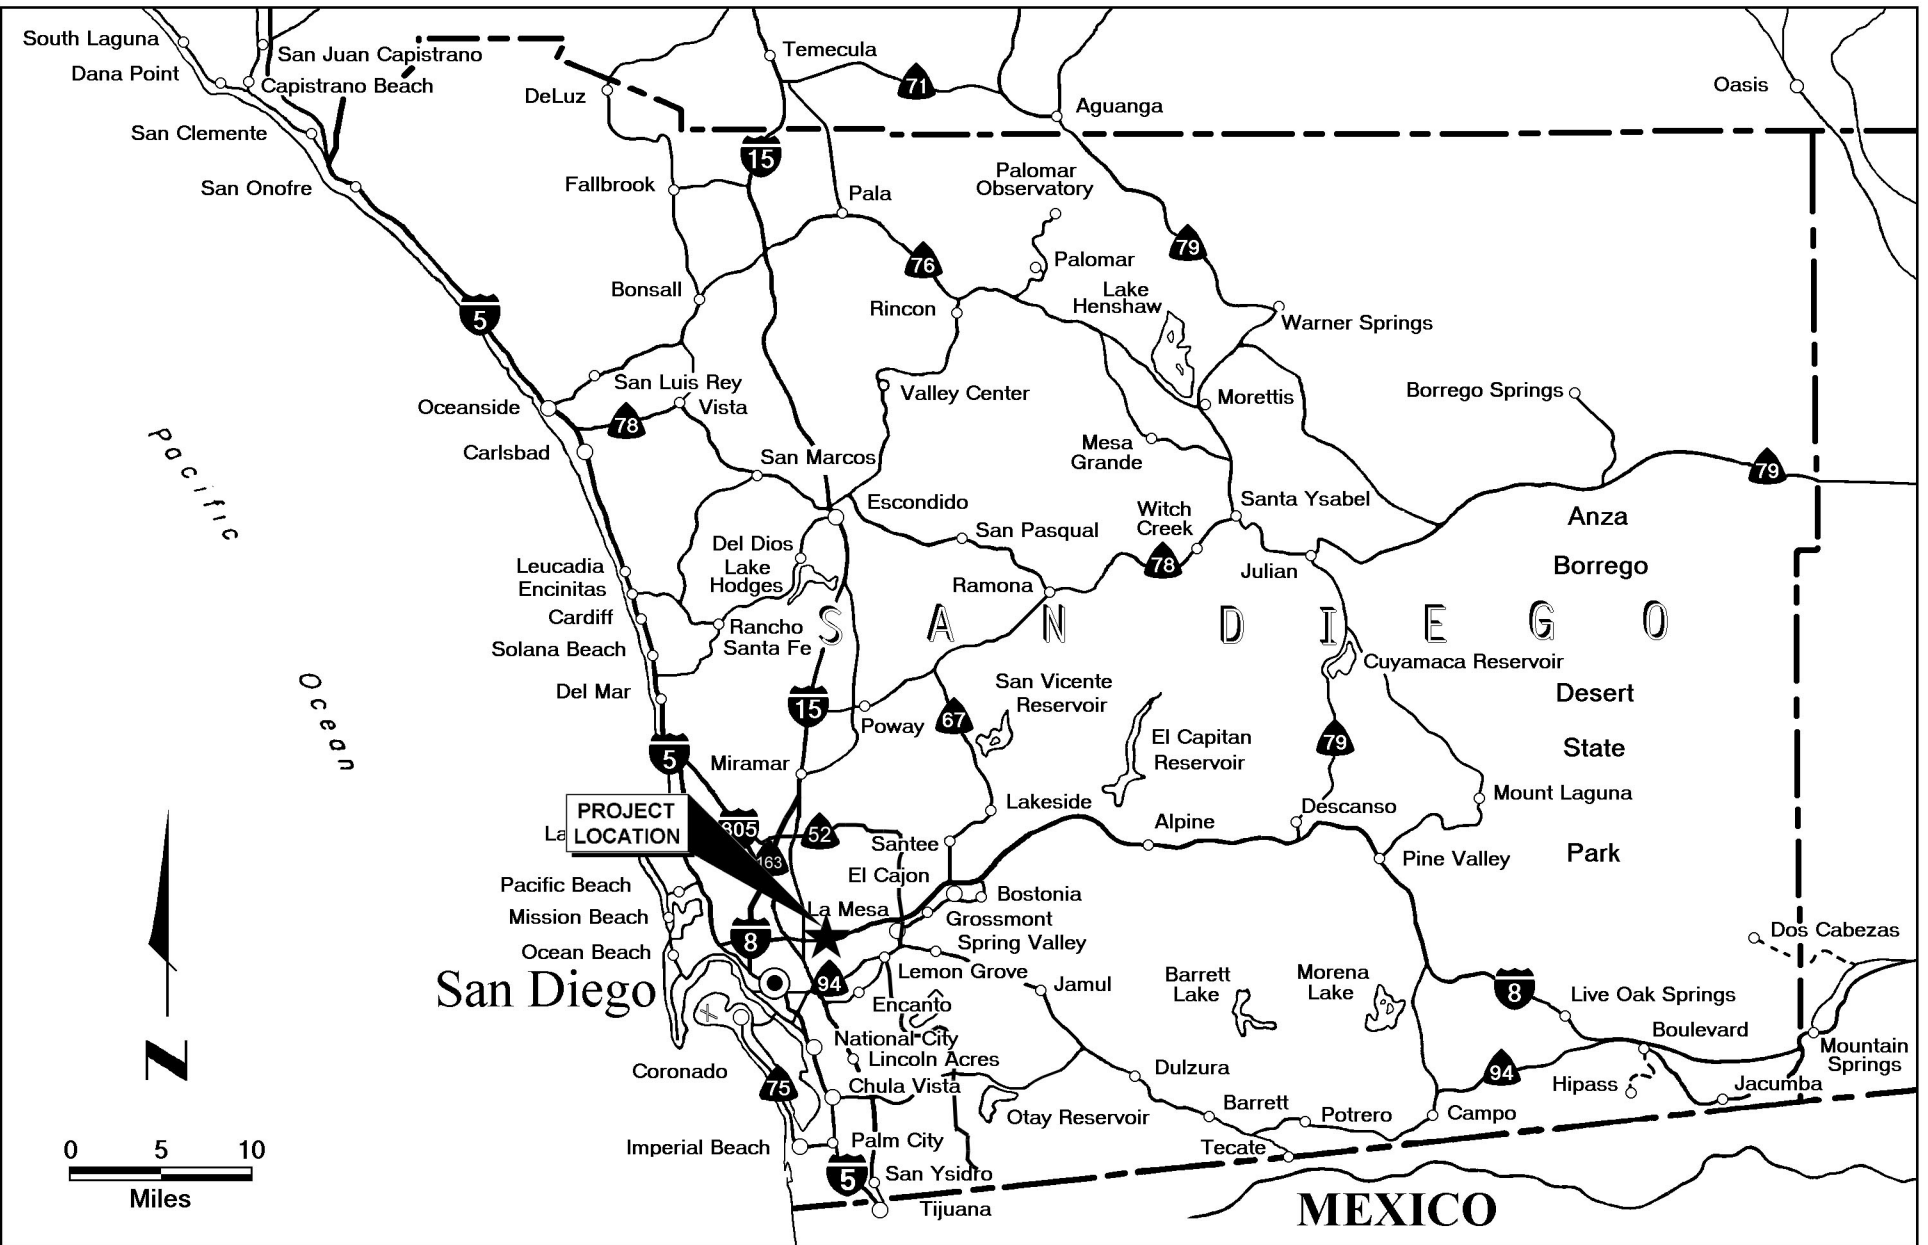 South Laguna
San Juan Capistrano
Dana Point
Capistrano Beach
San Clemente
San Onofre
Temecula
DeLuz
71
Aguanga
Oasis
15
Fallbrook
Pala
Palomar
Observatory
79
76
Palomar
Bonsall
Rincon
Lake
Henshaw
Warner Springs
5
San Luis Rey
Oceanside
Vista
78
Valley Center
Morettis
Borrego Springs
Carlsbad
San Marcos
Mesa
Grande
79
Pacific
Ocean
Escondido
Santa Ysabel
Witch
Creek
San Pasqual
Anza
Borrego
Desert
State
Park
Del Dios
Lake
Hodges
78
Julian
Leucadia
Encinitas
Ramona
Cardiff
Rancho
Santa Fe
SAN DIEGO
Solana Beach
Cuyamaca Reservoir
Del Mar
San Vicente
Reservoir
15
67
Poway
El Capitan
Reservoir
79
5
Miramar
Lakeside
Descanso
Mount Laguna
PROJECT
LOCATION
La
805
52
163
Santee
Alpine
Pine Valley
El Cajon
Pacific Beach
Bostonia
La Mesa
Mission Beach
Grossmont
8
Spring Valley
Ocean Beach
Dos Cabezas
San Diego
94
Lemon Grove
Jamul
Barrett
Lake
Morena
Lake
8
Live Oak Springs
Encanto
National City
Boulevard
Lincoln Acres
Mountain
Springs
Coronado
75
Chula Vista
Dulzura
94
Hipass
Jacumba
Otay Reservoir
Barrett
Potrero
Campo
Imperial Beach
Palm City
Tecate
5
San Ysidro
Tijuana
MEXICO
N
0 5 10
Miles